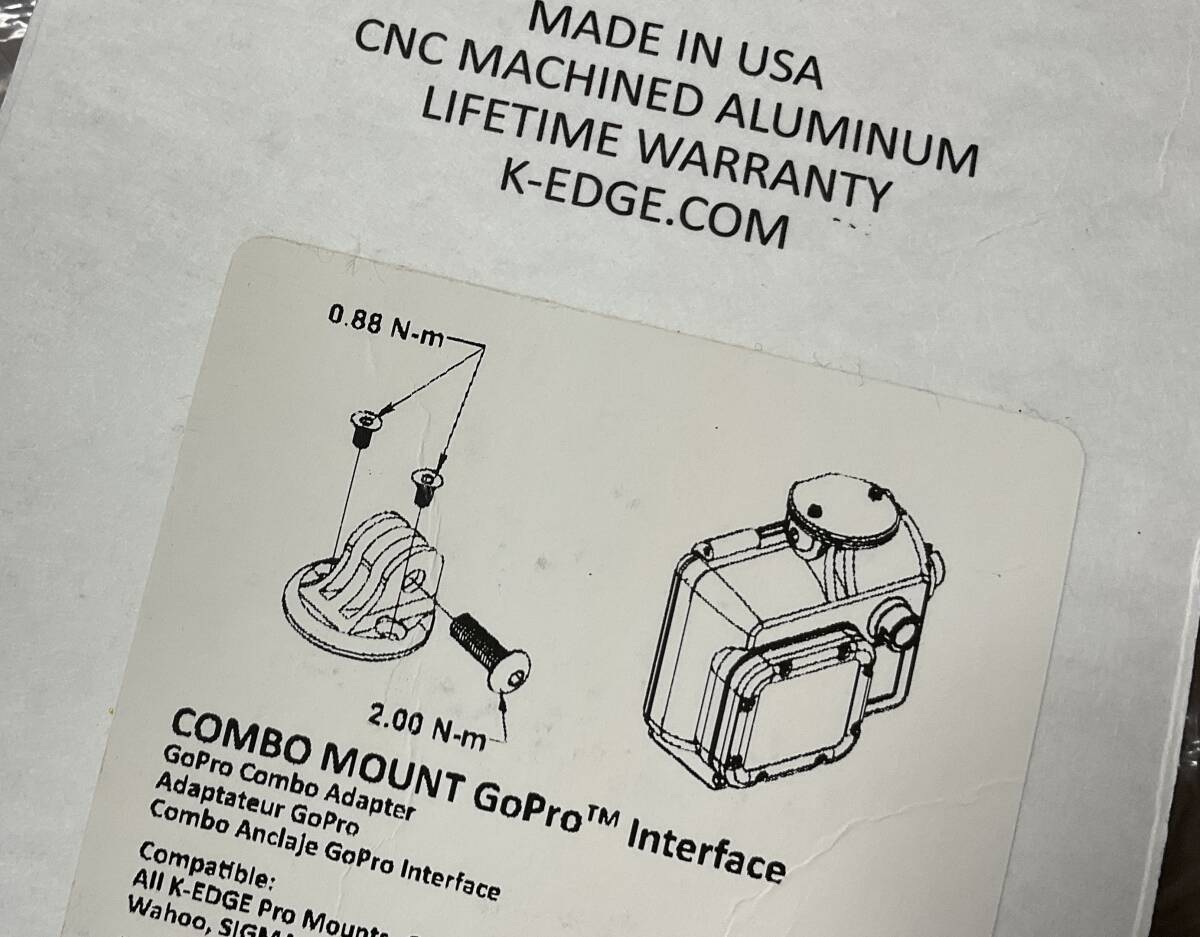 MADE IN USA
CNC MACHINED ALUMINUM
LIFETIME WARRANTY
K-EDGE.COM
0.88 N-m
2.00 N-m
COMBO MOUNT GoPro™ Interface
GoPro Combo Adapter
Adaptateur GoPro
Combo Anclaje GoPro Interface
Compatible:
All K-EDGE Pro Mounts
Wahoo,